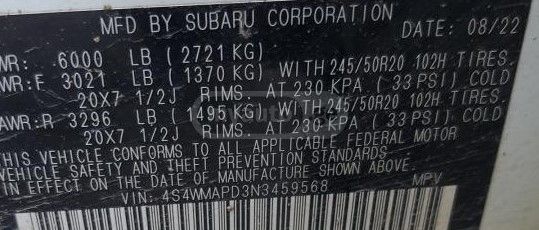 MFD BY SUBARU CORPORATION DATE: 08/22
WR: 6000 LB (2721 KG)
WR:F 3021 LB (1370 KG) WITH 245/50R20 102H TIRES.
20X7 1/2J RIMS. AT 230 KPA (33 PSI) COLD
AWR:R 3296 LB (1495 KG) WITH 245/50R20 102H TIRES.
20X7 1/2J RIMS. AT 230 KPA (33 PSI) COLD
THIS VEHICLE CONFORMS TO ALL APPLICABLE FEDERAL MOTOR
VEHICLE SAFETY AND THEFT PREVENTION STANDARDS
IN EFFECT ON THE DATE OF MANUFACTURE SHOWN ABOVE.
VIN: 4S4WMAPD3N3459568 MPV